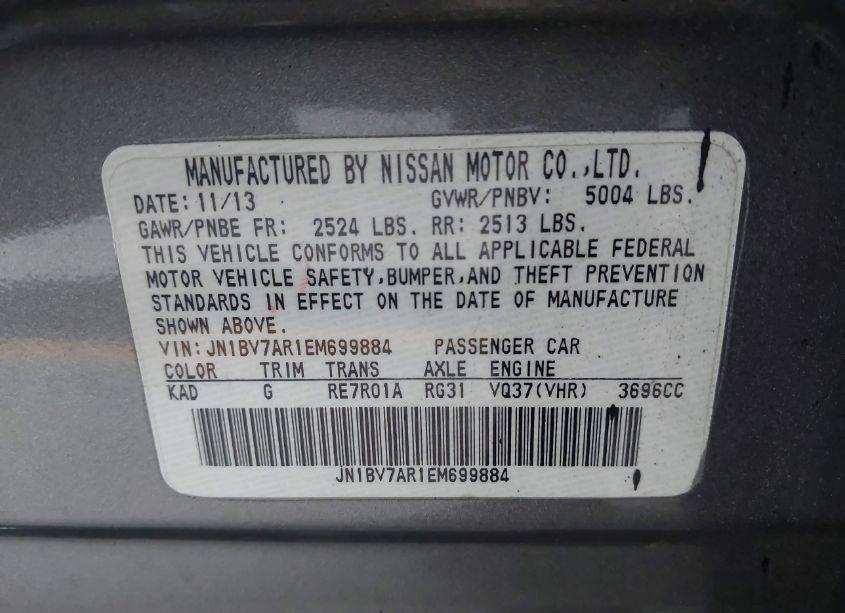 MANUFACTURED BY NISSAN MOTOR CO.,LTD.
DATE: 11/13 GVWR/PNBV: 5004 LBS.
GAWR/PNBE FR: 2524 LBS. RR: 2513 LBS.
THIS VEHICLE CONFORMS TO ALL APPLICABLE FEDERAL
MOTOR VEHICLE SAFETY,BUMPER,AND THEFT PREVENTION
STANDARDS IN EFFECT ON THE DATE OF MANUFACTURE
SHOWN ABOVE.
VIN:JN1BV7AR1EM699884 PASSENGER CAR
COLOR TRIM TRANS AXLE ENGINE
KAD G RE7R01A RG31 VQ37(VHR) 3696CC
JN1BV7AR1EM699884